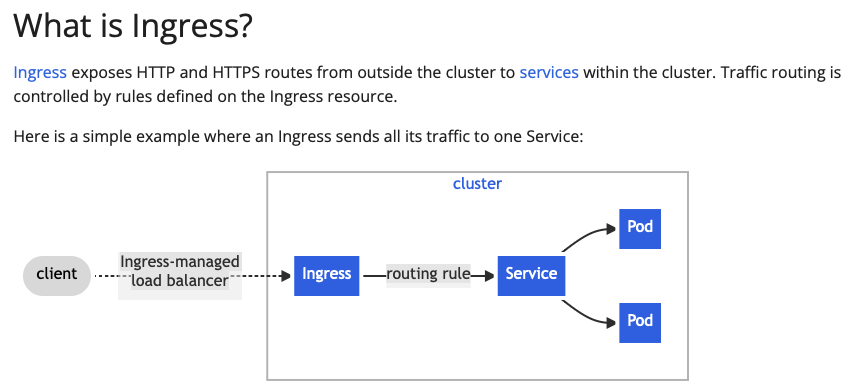 What is Ingress?
Ingress exposes HTTP and HTTPS routes from outside the cluster to services within the cluster. Traffic routing is
controlled by rules defined on the Ingress resource.
Here is a simple example where an Ingress sends all its traffic to one Service:
cluster
Pod
client
Ingress-managed
load balancer
Ingress
routing rule
Service
Pod